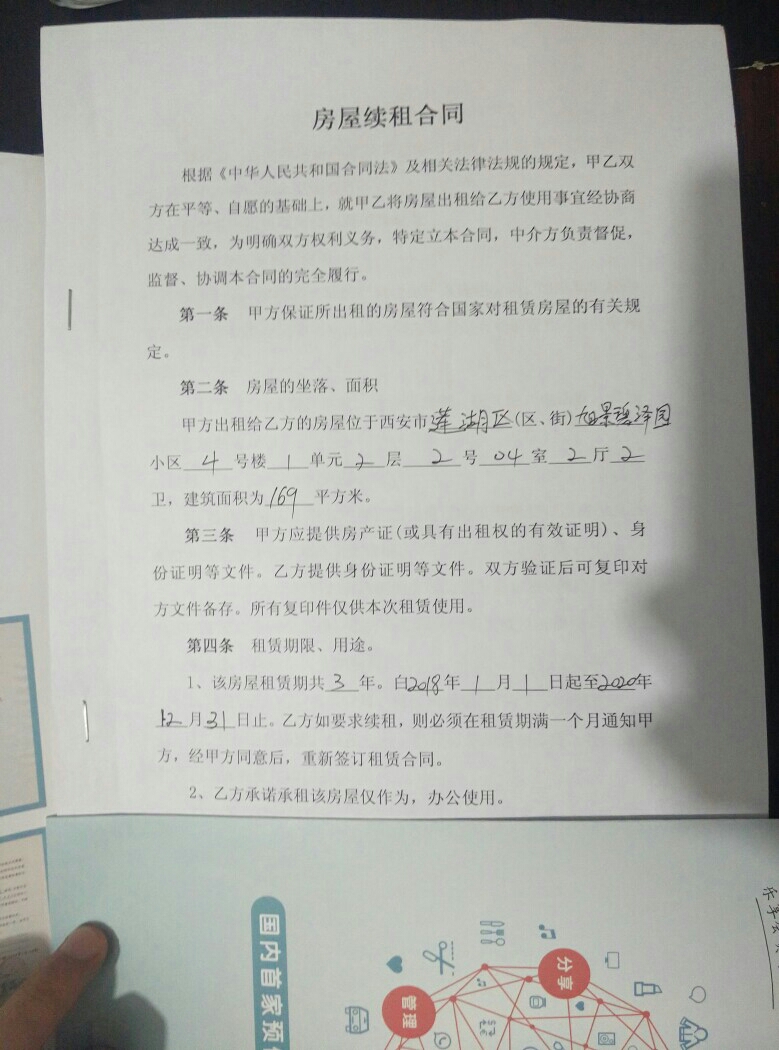 房屋续租合同
根据《中华人民共和国合同法》及相关法律法规的规定，甲乙双
方在平等、自愿的基础上，就甲乙将房屋出租给乙方使用事宜经协商
达成一致，为明确双方权利义务，特定立本合同，中介方负责督促，
监督、协调本合同的完全履行。
第一条 甲方保证所出租的房屋符合国家对租赁房屋的有关规
定。
第二条 房屋的坐落、面积
甲方出租给乙方的房屋位于西安市莲湖区(区、街)旭景碧泽园
小区 4 号楼 1 单元 2 层 2 号 04 室 2 厅 2
卫，建筑面积为 169 平方米。
第三条 甲方应提供房产证(或具有出租权的有效证明)、身
份证明等文件。乙方提供身份证明等文件。双方验证后可复印对
方文件备存。所有复印件仅供本次租赁使用。
第四条 租赁期限、用途。
1、该房屋租赁期共 3 年。自2018年 1 月 1 日起至2020年
12 月 31 日止。乙方如要求续租，则必须在租赁期满一个月通知甲
方，经甲方同意后，重新签订租赁合同。
2、乙方承诺承租该房屋仅作为，办公使用。
国内首家预
分享
管理
乐享